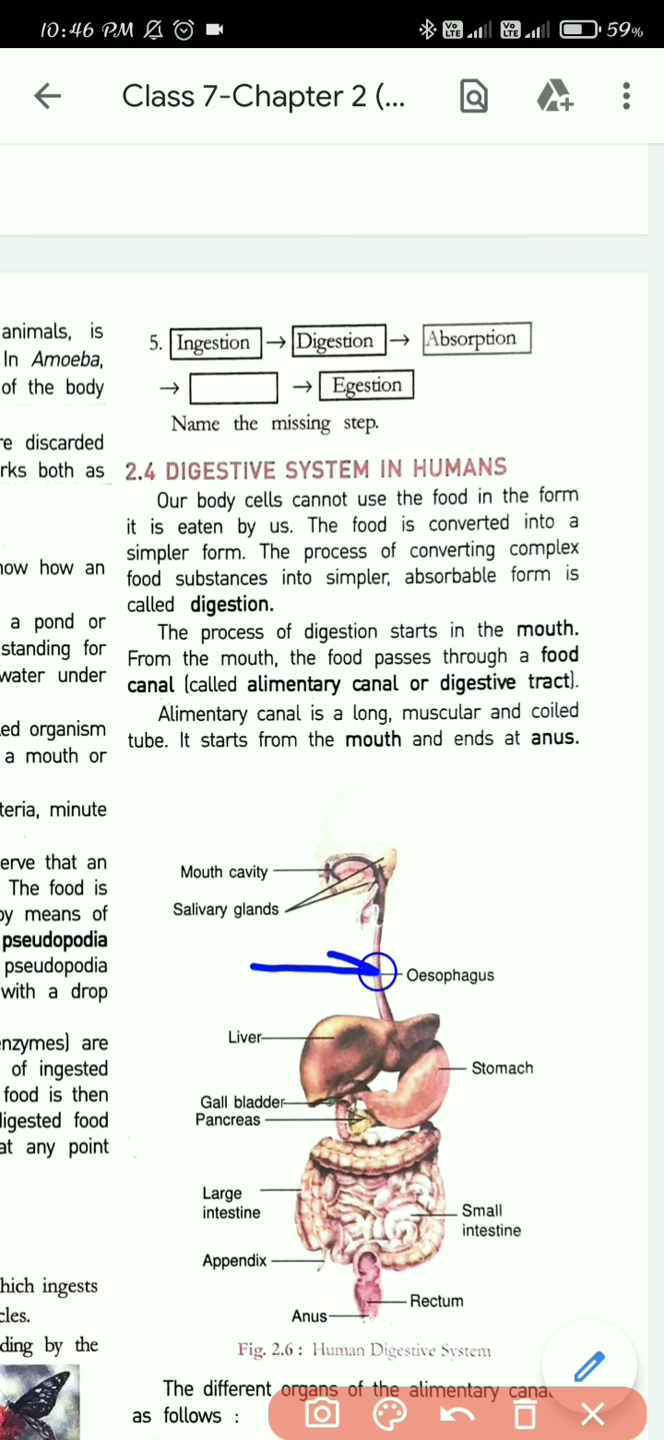 10:46 PM
Vo LTE
Vo LTE
59%
Class 7-Chapter 2 (...
animals, is
In Amoeba,
of the body
re discarded
rks both as
now how an
a pond or
standing for
water under
ed organism
a mouth or
teria, minute
erve that an
The food is
by means of
pseudopodia
pseudopodia
with a drop
enzymes) are
of ingested
food is then
digested food
at any point
which ingests
cles.
ding by the
5. Ingestion → Digestion → Absorption
→ → Egestion
Name the missing step.
2.4 DIGESTIVE SYSTEM IN HUMANS
Our body cells cannot use the food in the form
it is eaten by us. The food is converted into a
simpler form. The process of converting complex
food substances into simpler, absorbable form is
called digestion.
The process of digestion starts in the mouth.
From the mouth, the food passes through a food
canal (called alimentary canal or digestive tract).
Alimentary canal is a long, muscular and coiled
tube. It starts from the mouth and ends at anus.
Mouth cavity
Salivary glands
Oesophagus
Liver
Stomach
Gall bladder
Pancreas
Large
intestine
Small
intestine
Appendix
Rectum
Anus
Fig. 2.6 : Human Digestive System
The different organs of the alimentary cana
as follows :